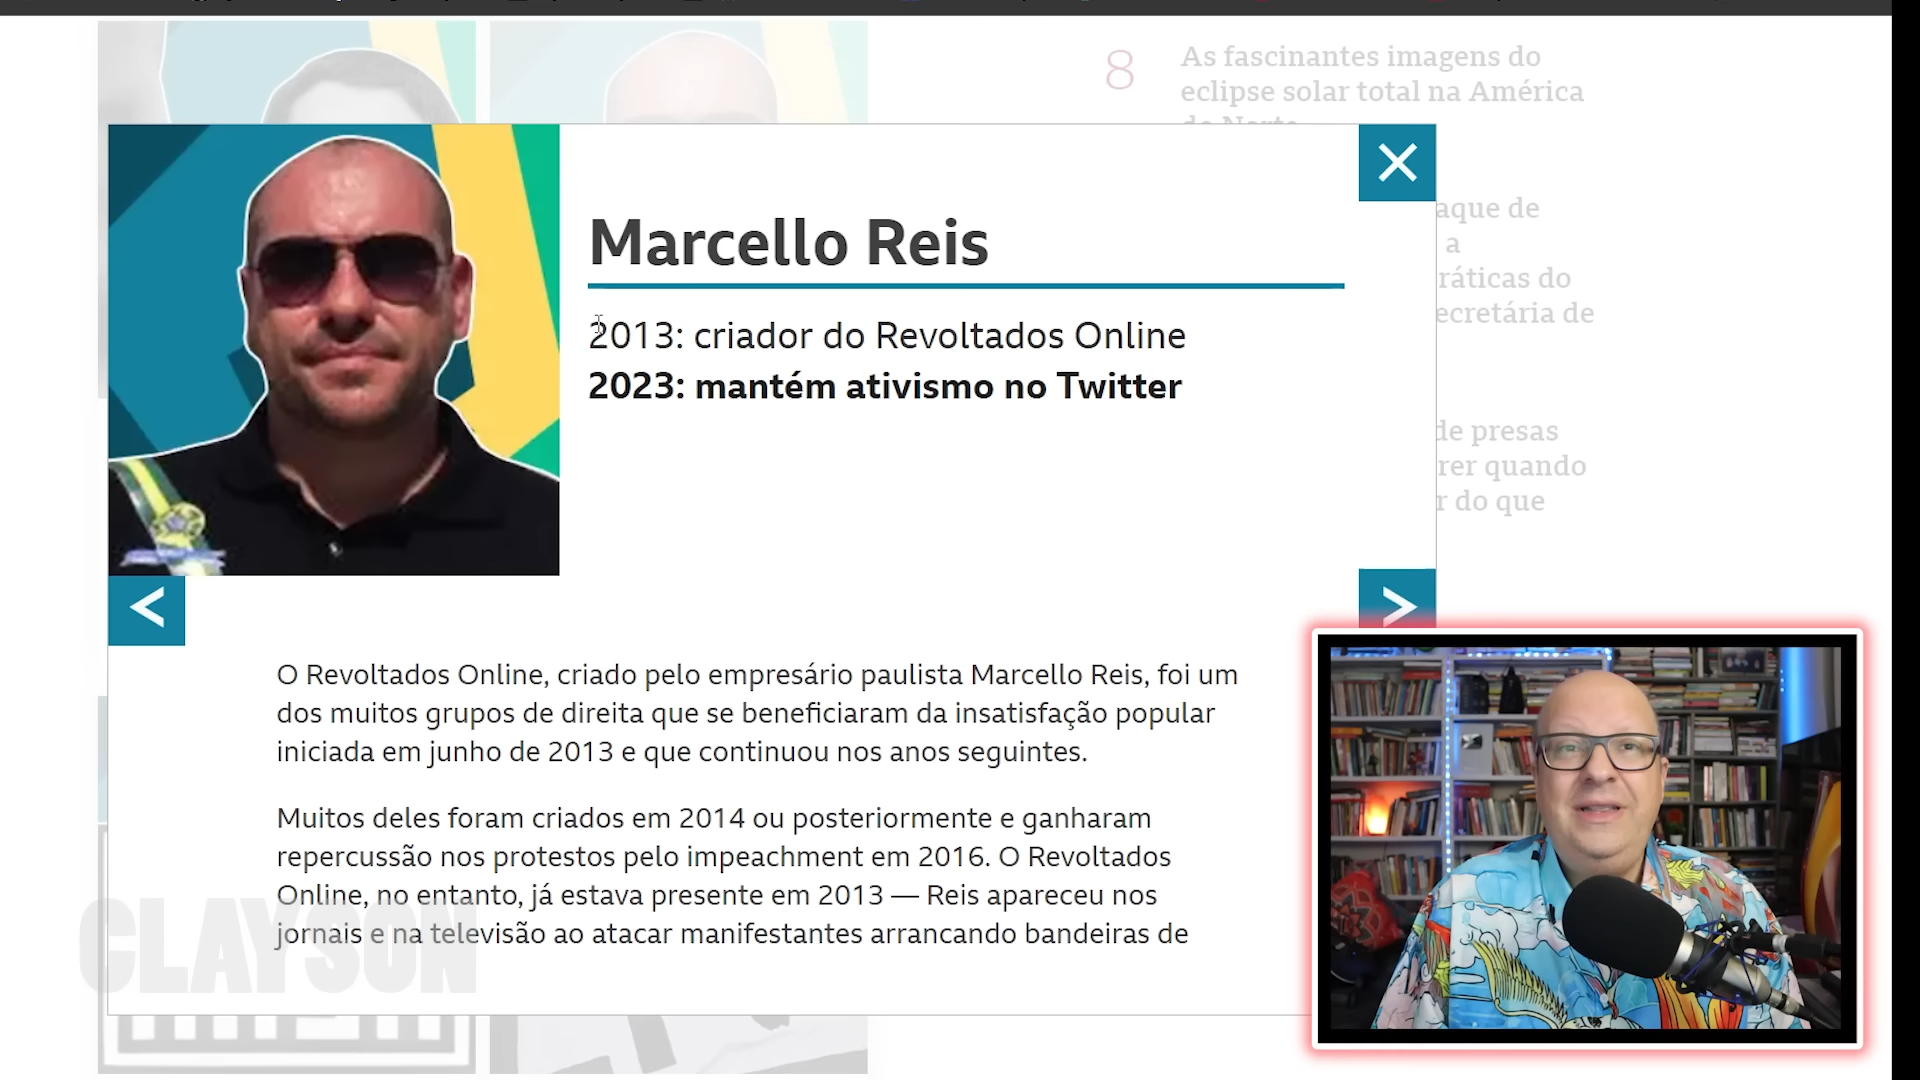 8
As fascinantes imagens do
eclipse solar total na América
do Norte
aque de
a
ráticas do
ecretária de
de presas
rer quando
r do que
Marcello Reis
2013: criador do Revoltados Online
2023: mantém ativismo no Twitter
O Revoltados Online, criado pelo empresário paulista Marcello Reis, foi um
dos muitos grupos de direita que se beneficiaram da insatisfação popular
iniciada em junho de 2013 e que continuou nos anos seguintes.
Muitos deles foram criados em 2014 ou posteriormente e ganharam
repercussão nos protestos pelo impeachment em 2016. O Revoltados
Online, no entanto, já estava presente em 2013 — Reis apareceu nos
jornais e na televisão ao atacar manifestantes arrancando bandeiras de
CLAYSON